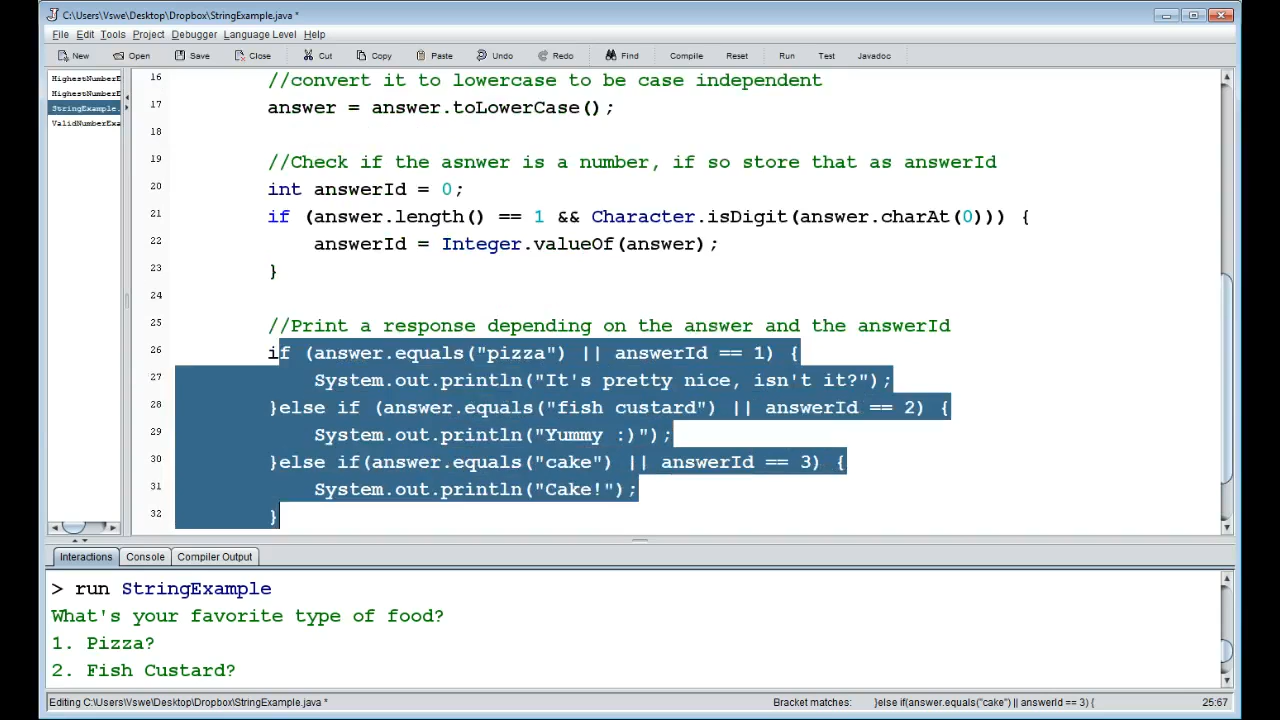 C:\Users\Vswe\Desktop\Dropbox\StringExample.java *
File Edit Tools Project Debugger Language Level Help
New Open Save Close Cut Copy Paste Undo Redo Find Compile Reset Run Test Javadoc
HighestNumberE
HighestNumberE
StringExample.
ValidNumberExa
16 //convert it to lowercase to be case independent
17 answer = answer.toLowerCase();
18
19 //Check if the asnwer is a number, if so store that as answerId
20 int answerId = 0;
21 if (answer.length() == 1 && Character.isDigit(answer.charAt(0))) {
22 answerId = Integer.valueOf(answer);
23 }
24
25 //Print a response depending on the answer and the answerId
26 if (answer.equals("pizza") || answerId == 1) {
27 System.out.println("It's pretty nice, isn't it?");
28 }else if (answer.equals("fish custard") || answerId == 2) {
29 System.out.println("Yummy :)");
30 }else if(answer.equals("cake") || answerId == 3) {
31 System.out.println("Cake!");
32 }
Interactions Console Compiler Output
> run StringExample
What's your favorite type of food?
1. Pizza?
2. Fish Custard?
Editing C:\Users\Vswe\Desktop\Dropbox\StringExample.java * Bracket matches: }else if(answer.equals("cake") || answerId == 3) { 25:67